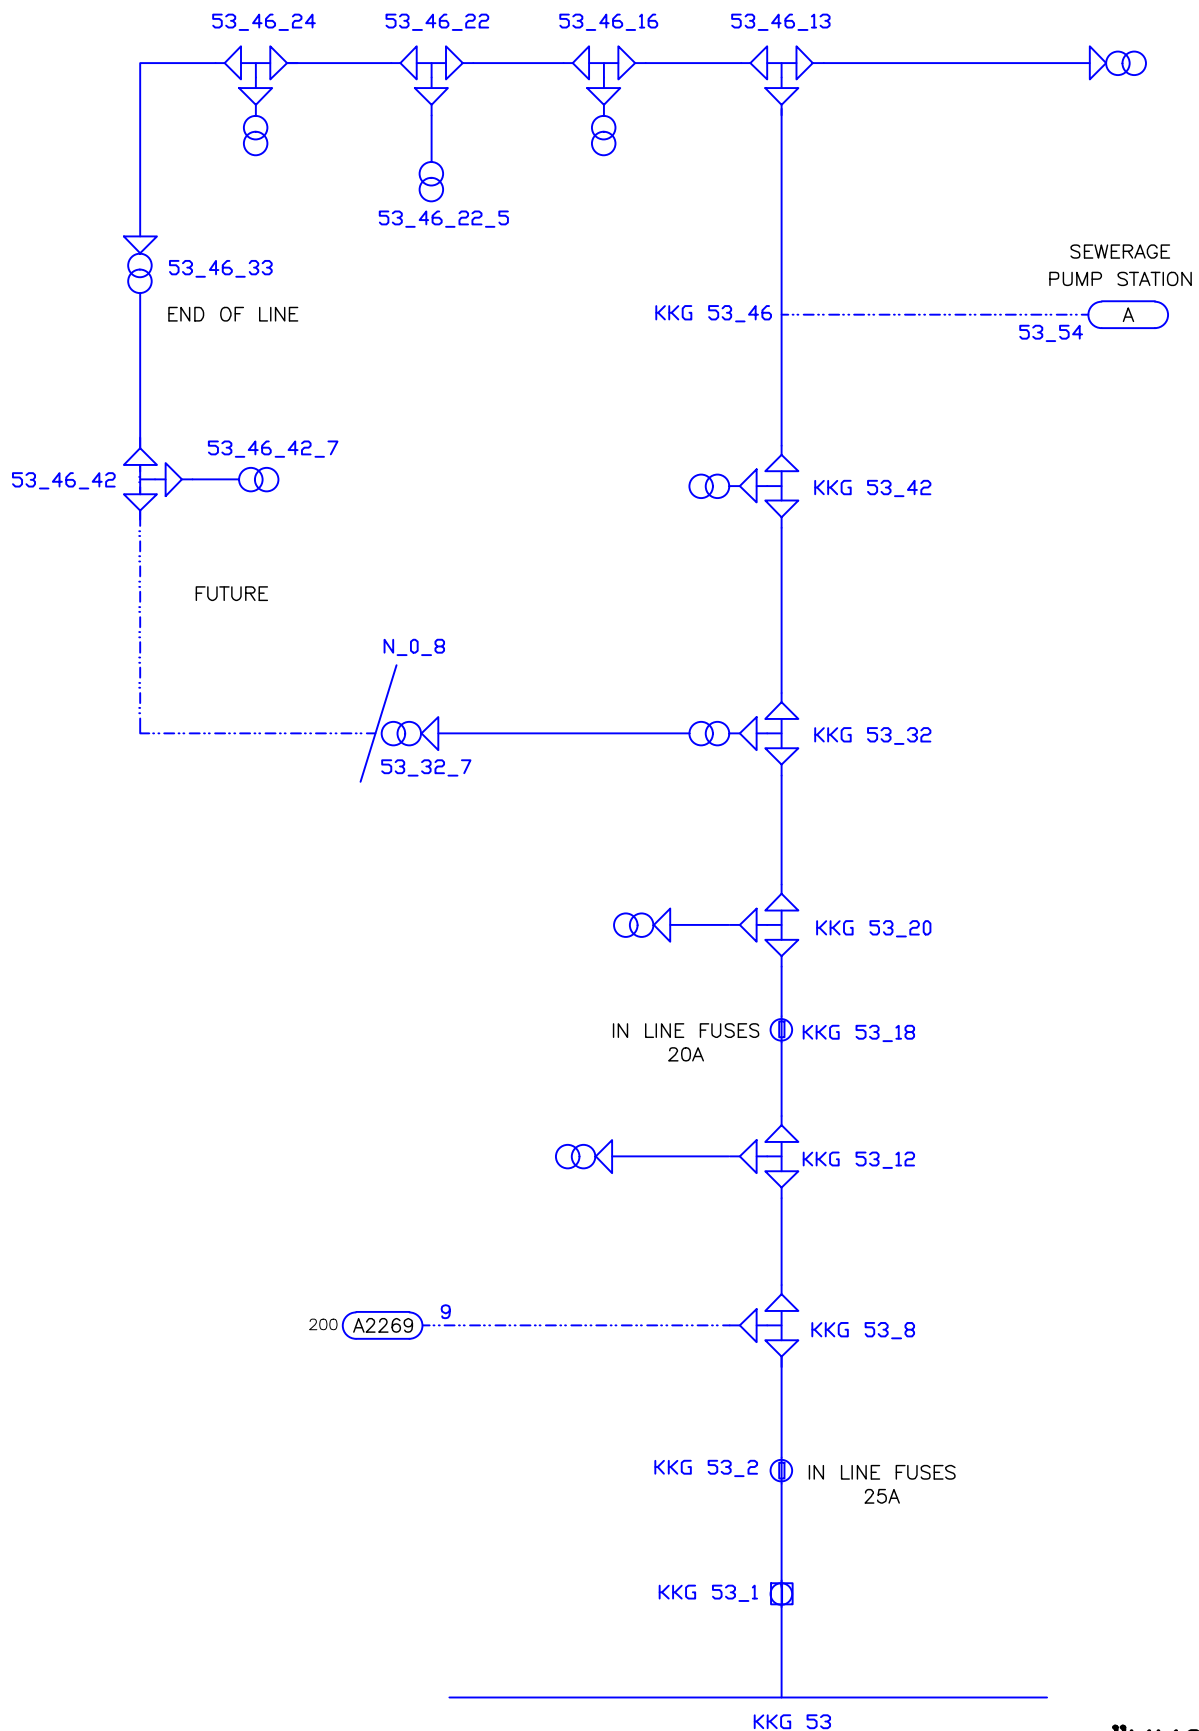 53_46_24
53_46_22
53_46_16
53_46_13
53_46_22_5
SEWERAGE
PUMP STATION
53_46_33
END OF LINE
KKG 53_46
A
53_54
53_46_42_7
53_46_42
KKG 53_42
FUTURE
N_0_8
KKG 53_32
53_32_7
KKG 53_20
IN LINE FUSES
20A
KKG 53_18
KKG 53_12
200
A2269
9
KKG 53_8
KKG 53_2
IN LINE FUSES
25A
KKG 53_1
KKG 53